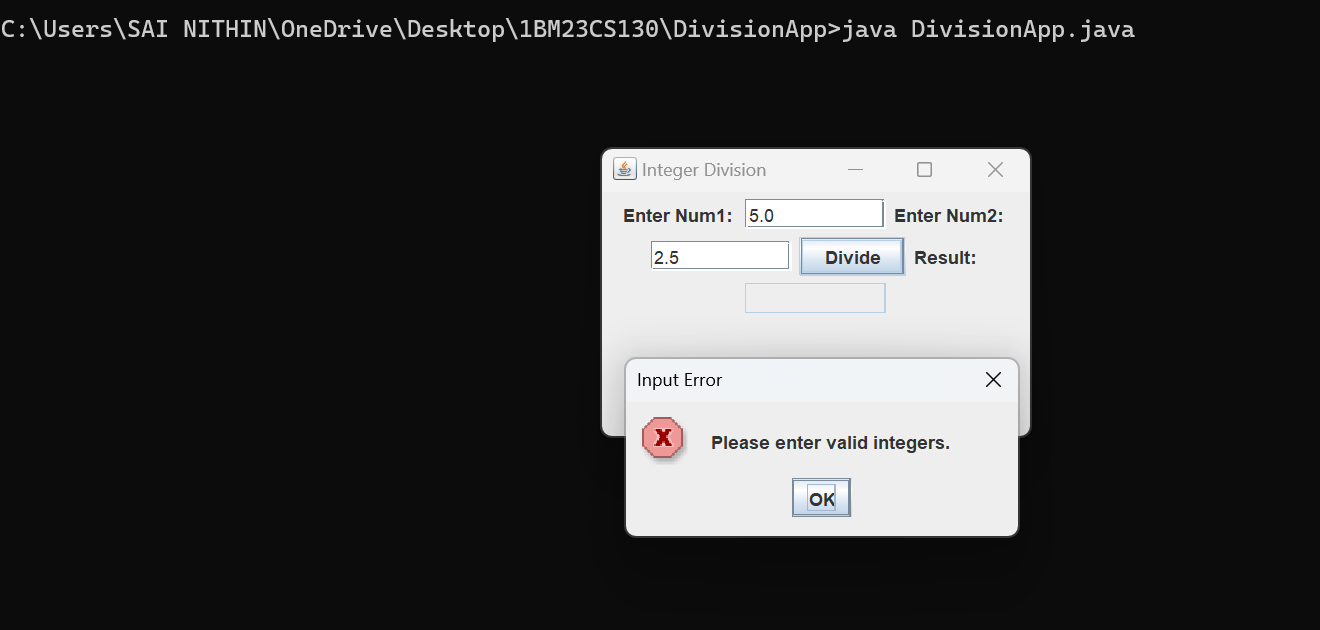 C:\Users\SAI NITHIN\OneDrive\Desktop\1BM23CS130\DivisionApp>java DivisionApp.java
Integer Division
Enter Num1: 5.0 Enter Num2:
2.5 Divide Result:
Input Error
X Please enter valid integers.
OK